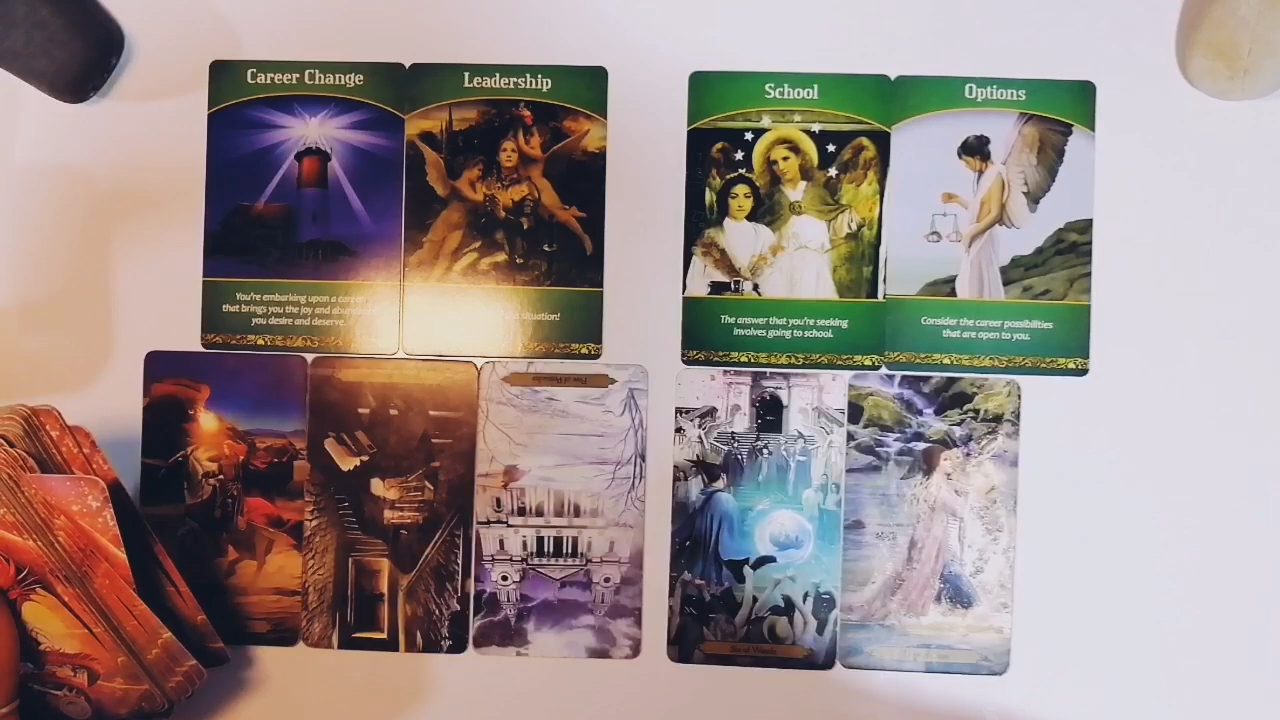 Career Change
Leadership
School
Options
You're embarking upon a career
that brings you the joy and
you desire and deserve.
the situation!
The answer that you're seeking
involves going to school.
Consider the career possibilities
that are open to you.
Six of Wands